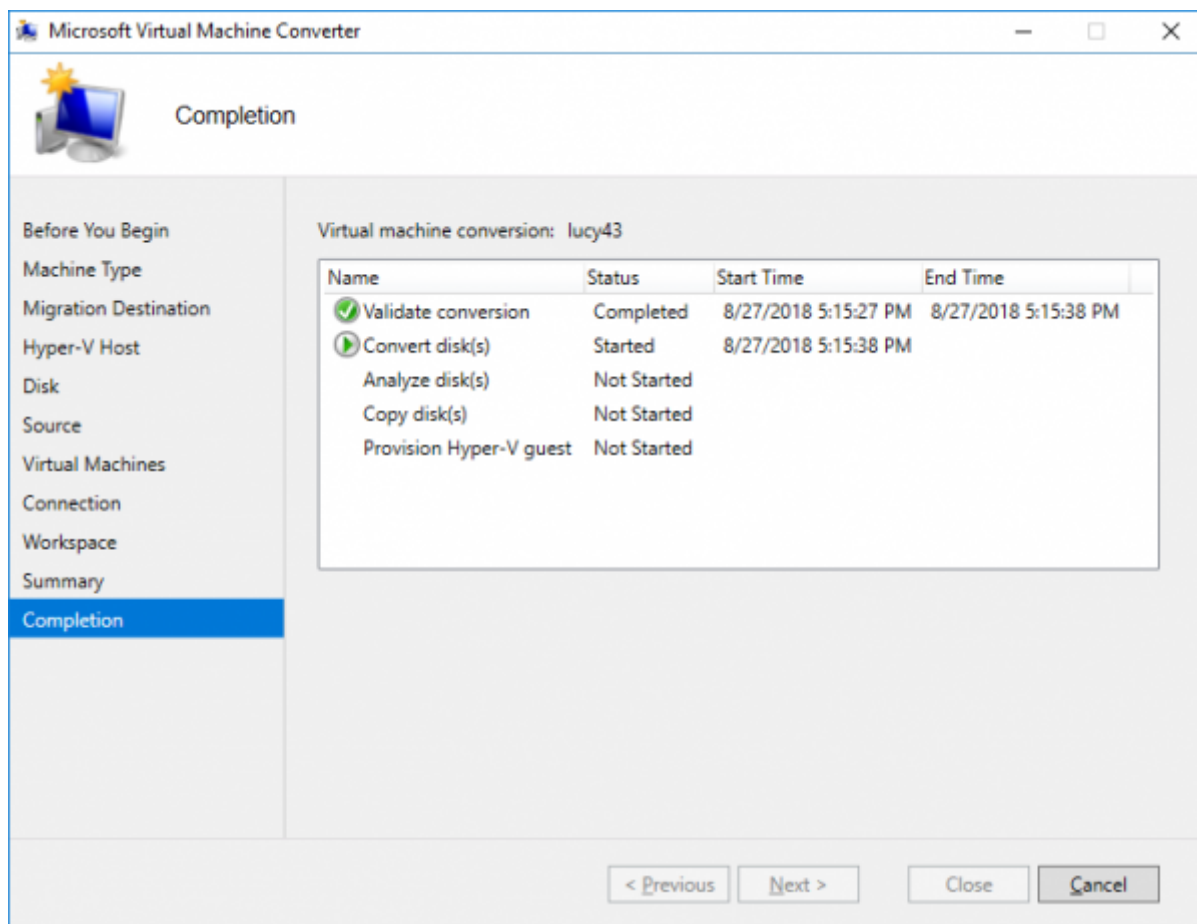 Microsoft Virtual Machine Converter
Completion
Before You Begin
Machine Type
Migration Destination
Hyper-V Host
Disk
Source
Virtual Machines
Connection
Workspace
Summary
Completion
Virtual machine conversion: lucy43
Name Status Start Time End Time
Validate conversion Completed 8/27/2018 5:15:27 PM 8/27/2018 5:15:38 PM
Convert disk(s) Started 8/27/2018 5:15:38 PM
Analyze disk(s) Not Started
Copy disk(s) Not Started
Provision Hyper-V guest Not Started
< Previous Next > Close Cancel